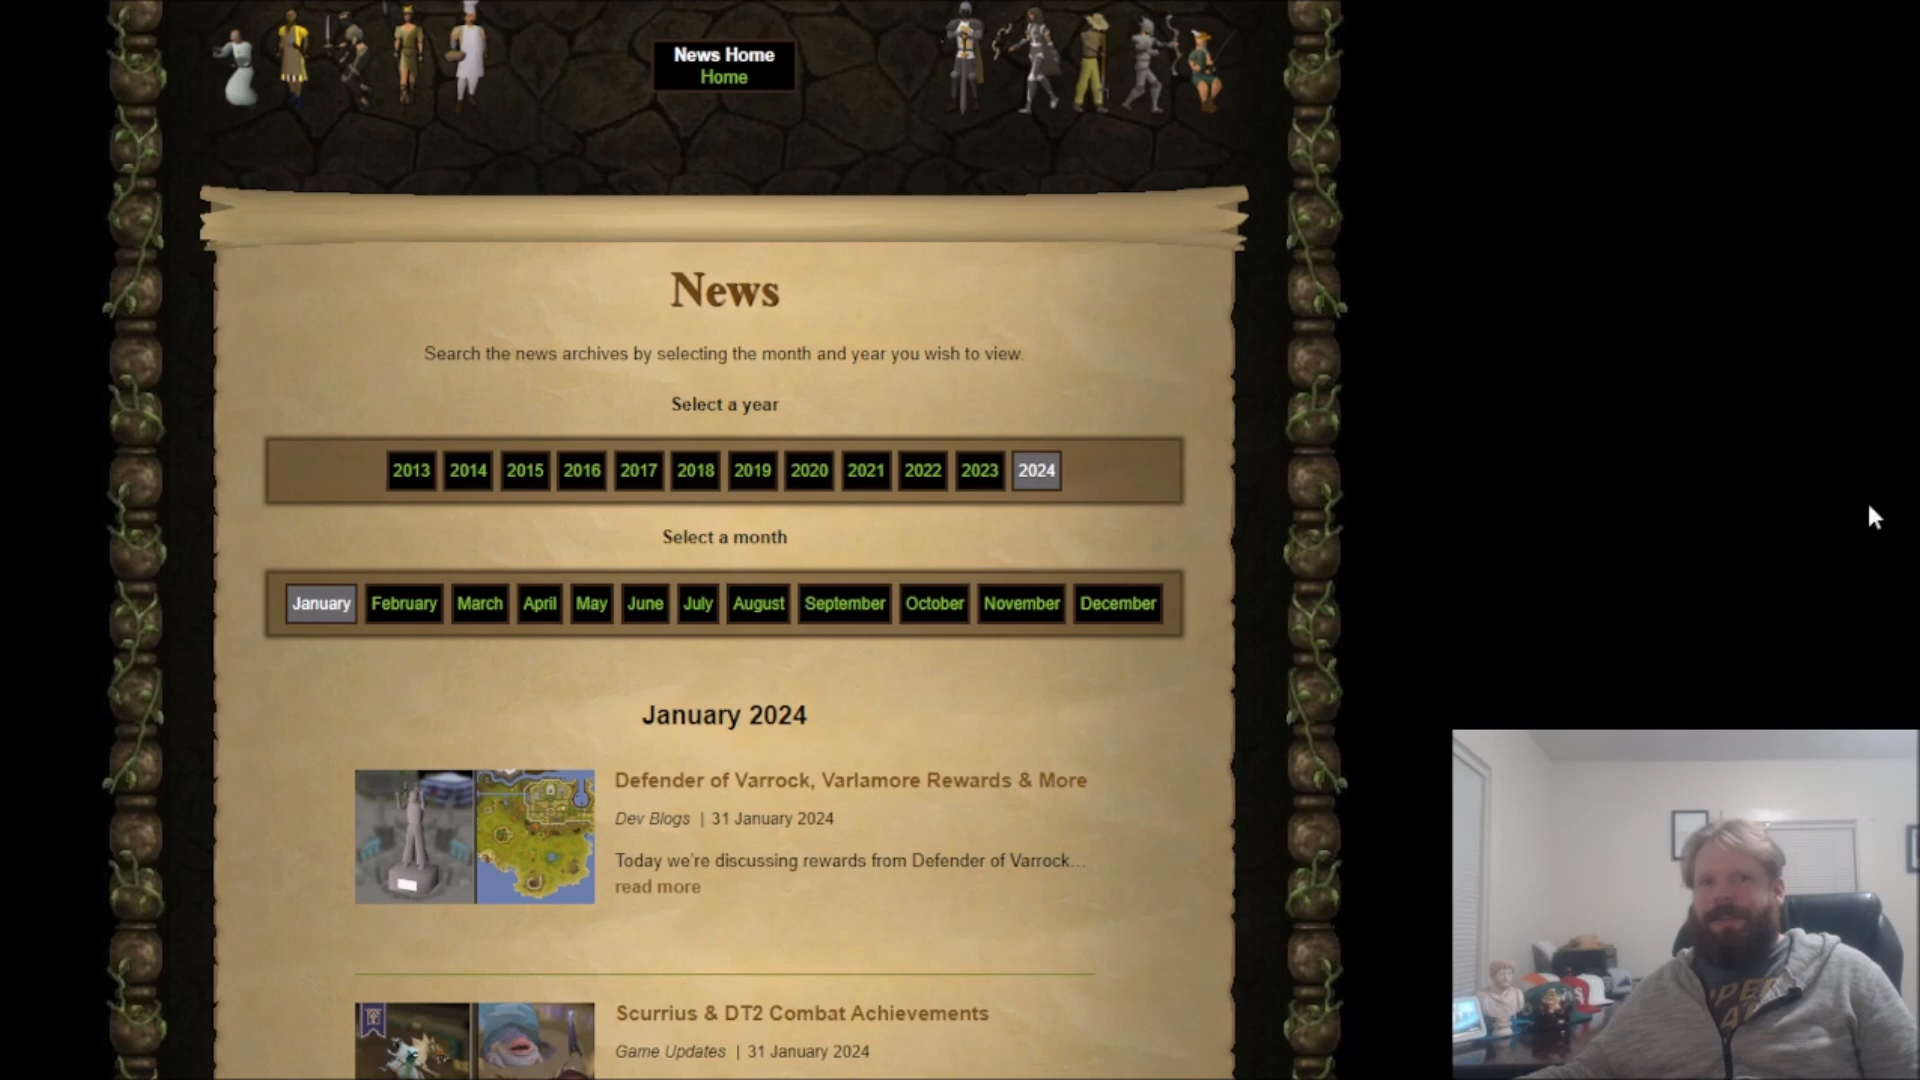 News Home
Home
News
Search the news archives by selecting the month and year you wish to view.
Select a year
2013 2014 2015 2016 2017 2018 2019 2020 2021 2022 2023 2024
Select a month
January February March April May June July August September October November December
January 2024
Defender of Varrock, Varlamore Rewards & More
Dev Blogs | 31 January 2024
Today we're discussing rewards from Defender of Varrock...
read more
Scurrius & DT2 Combat Achievements
Game Updates | 31 January 2024